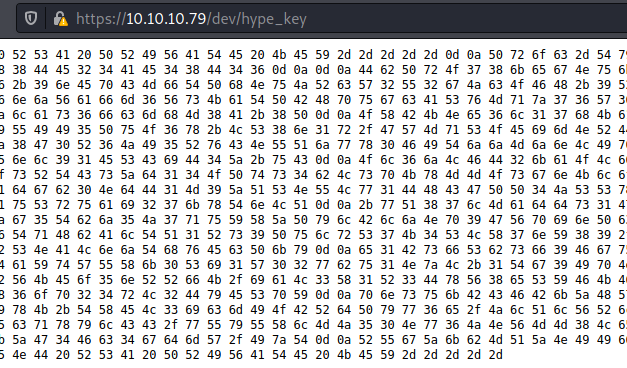 https://10.10.10.79/dev/hype_key
0 52 53 41 20 50 52 49 56 41 54 45 20 4b 45 59 2d 2d 2d 2d 2d 0d 0a 50 72 6f 63 2d 54 79
8 38 44 45 32 34 41 45 34 38 44 34 36 0d 0a 0d 0a 44 62 50 72 4f 37 38 6b 65 67 4e 75 6b
6 2b 39 6e 45 70 43 4d 66 54 50 68 4e 75 4a 52 63 57 32 55 32 67 4a 63 4f 46 48 2b 39 52
6 6e 6a 56 61 66 6d 36 56 73 4b 61 54 50 42 48 70 75 67 63 41 53 76 4d 71 7a 37 36 57 36
a 6c 61 73 36 66 63 6d 68 4d 38 41 2b 38 50 0d 0a 4f 58 42 4b 4e 65 36 6c 31 37 68 4b 61
9 55 49 49 35 50 75 4f 36 78 2b 4c 53 38 6e 31 72 2f 47 57 4d 71 53 4f 45 69 6d 4e 52
a 38 47 30 52 36 4a 49 35 52 76 43 4e 55 51 6a 77 78 30 46 49 54 6a 6a 4d 6a 6e 4c 49 70
5 6e 6c 39 31 45 53 43 69 44 34 5a 2b 75 43 0d 0a 4f 6c 36 6a 4c 46 44 32 6b 61 4f 4c 66
f 73 52 54 43 73 5a 64 31 34 4f 50 74 73 34 62 4c 73 70 4b 78 4d 4d 4f 73 67 6e 4b 6c
1 64 67 62 30 4e 64 44 31 4d 39 5a 51 53 4e 55 4c 77 31 44 48 43 47 50 50 34 4a 53 53
1 75 53 72 75 61 69 32 37 6b 78 54 6e 4c 51 0d 0a 2b 77 51 38 37 6c 4d 61 64 64 73 31
a 67 35 54 62 6a 35 4a 37 71 75 59 58 5a 50 79 6c 42 6a 4e 70 39 47 56 70 69 6e
6 54 71 48 62 41 6c 54 51 31 52 73 39 50 75 6c 72 53 37 4b 34 53 4c 58 37 6e 59 38 39
2 53 4e 41 4c 6e 6a 54 68 76 45 63 50 6b 79 0d 0a 65 31 42 73 66 53 62 73 66 39 46 67
4 61 59 74 57 55 58 6b 30 53 69 31 57 30 32 77 62 75 31 4e 7a 4c 2b 31 54 67 39 49 70
2 56 4b 45 6f 35 6e 52 52 66 4b 2f 69 61 4c 33 58 31 52 33 44 78 56 38 65 53 59 46 4b
8 36 6f 70 32 34 72 4c 32 44 79 45 53 70 59 0d 0a 70 6e 73 75 6b 42 43 46 42 6b 5a 48
9 78 4b 2b 54 58 45 4c 33 69 63 6d 49 4f 42 52 64 50 79 77 36 65 2f 4a 6c 51 6c 56 52
5 63 71 78 79 6c 43 43 2f 77 55 79 55 58 6c 4d 4a 35 30 4e 77 36 4a 4e 56 4d 4d 38 4c
b 5a 47 34 46 63 34 67 64 6d 57 2f 49 7a 54 0d 0a 52 55 67 5a 6b 62 4d 51 5a 4e 49 49
5 4e 44 20 52 53 41 20 50 52 49 56 41 54 45 20 4b 45 59 2d 2d 2d 2d 2d